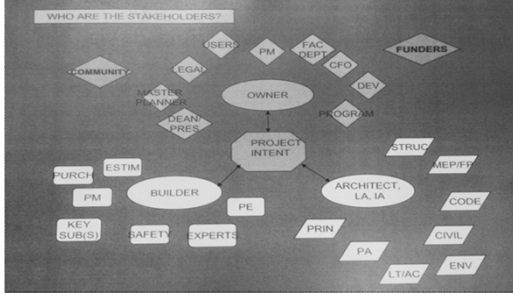 WHO ARE THE STAKEHOLDERS?
USERS
PM
FAC
DEPT
CFO
FUNDERS
COMMUNITY
LEGAL
DEV
MASTER
PLANNER
OWNER
PROGRAM
DEAN/
PRES
PROJECT
INTENT
STRUC
MEP/FP
ESTIM
PURCH
BUILDER
ARCHITECT,
LA, IA
PM
PE
CODE
KEY
SUB(S)
SAFETY
EXPERTS
PRIN
CIVIL
PA
LT/AC
ENV